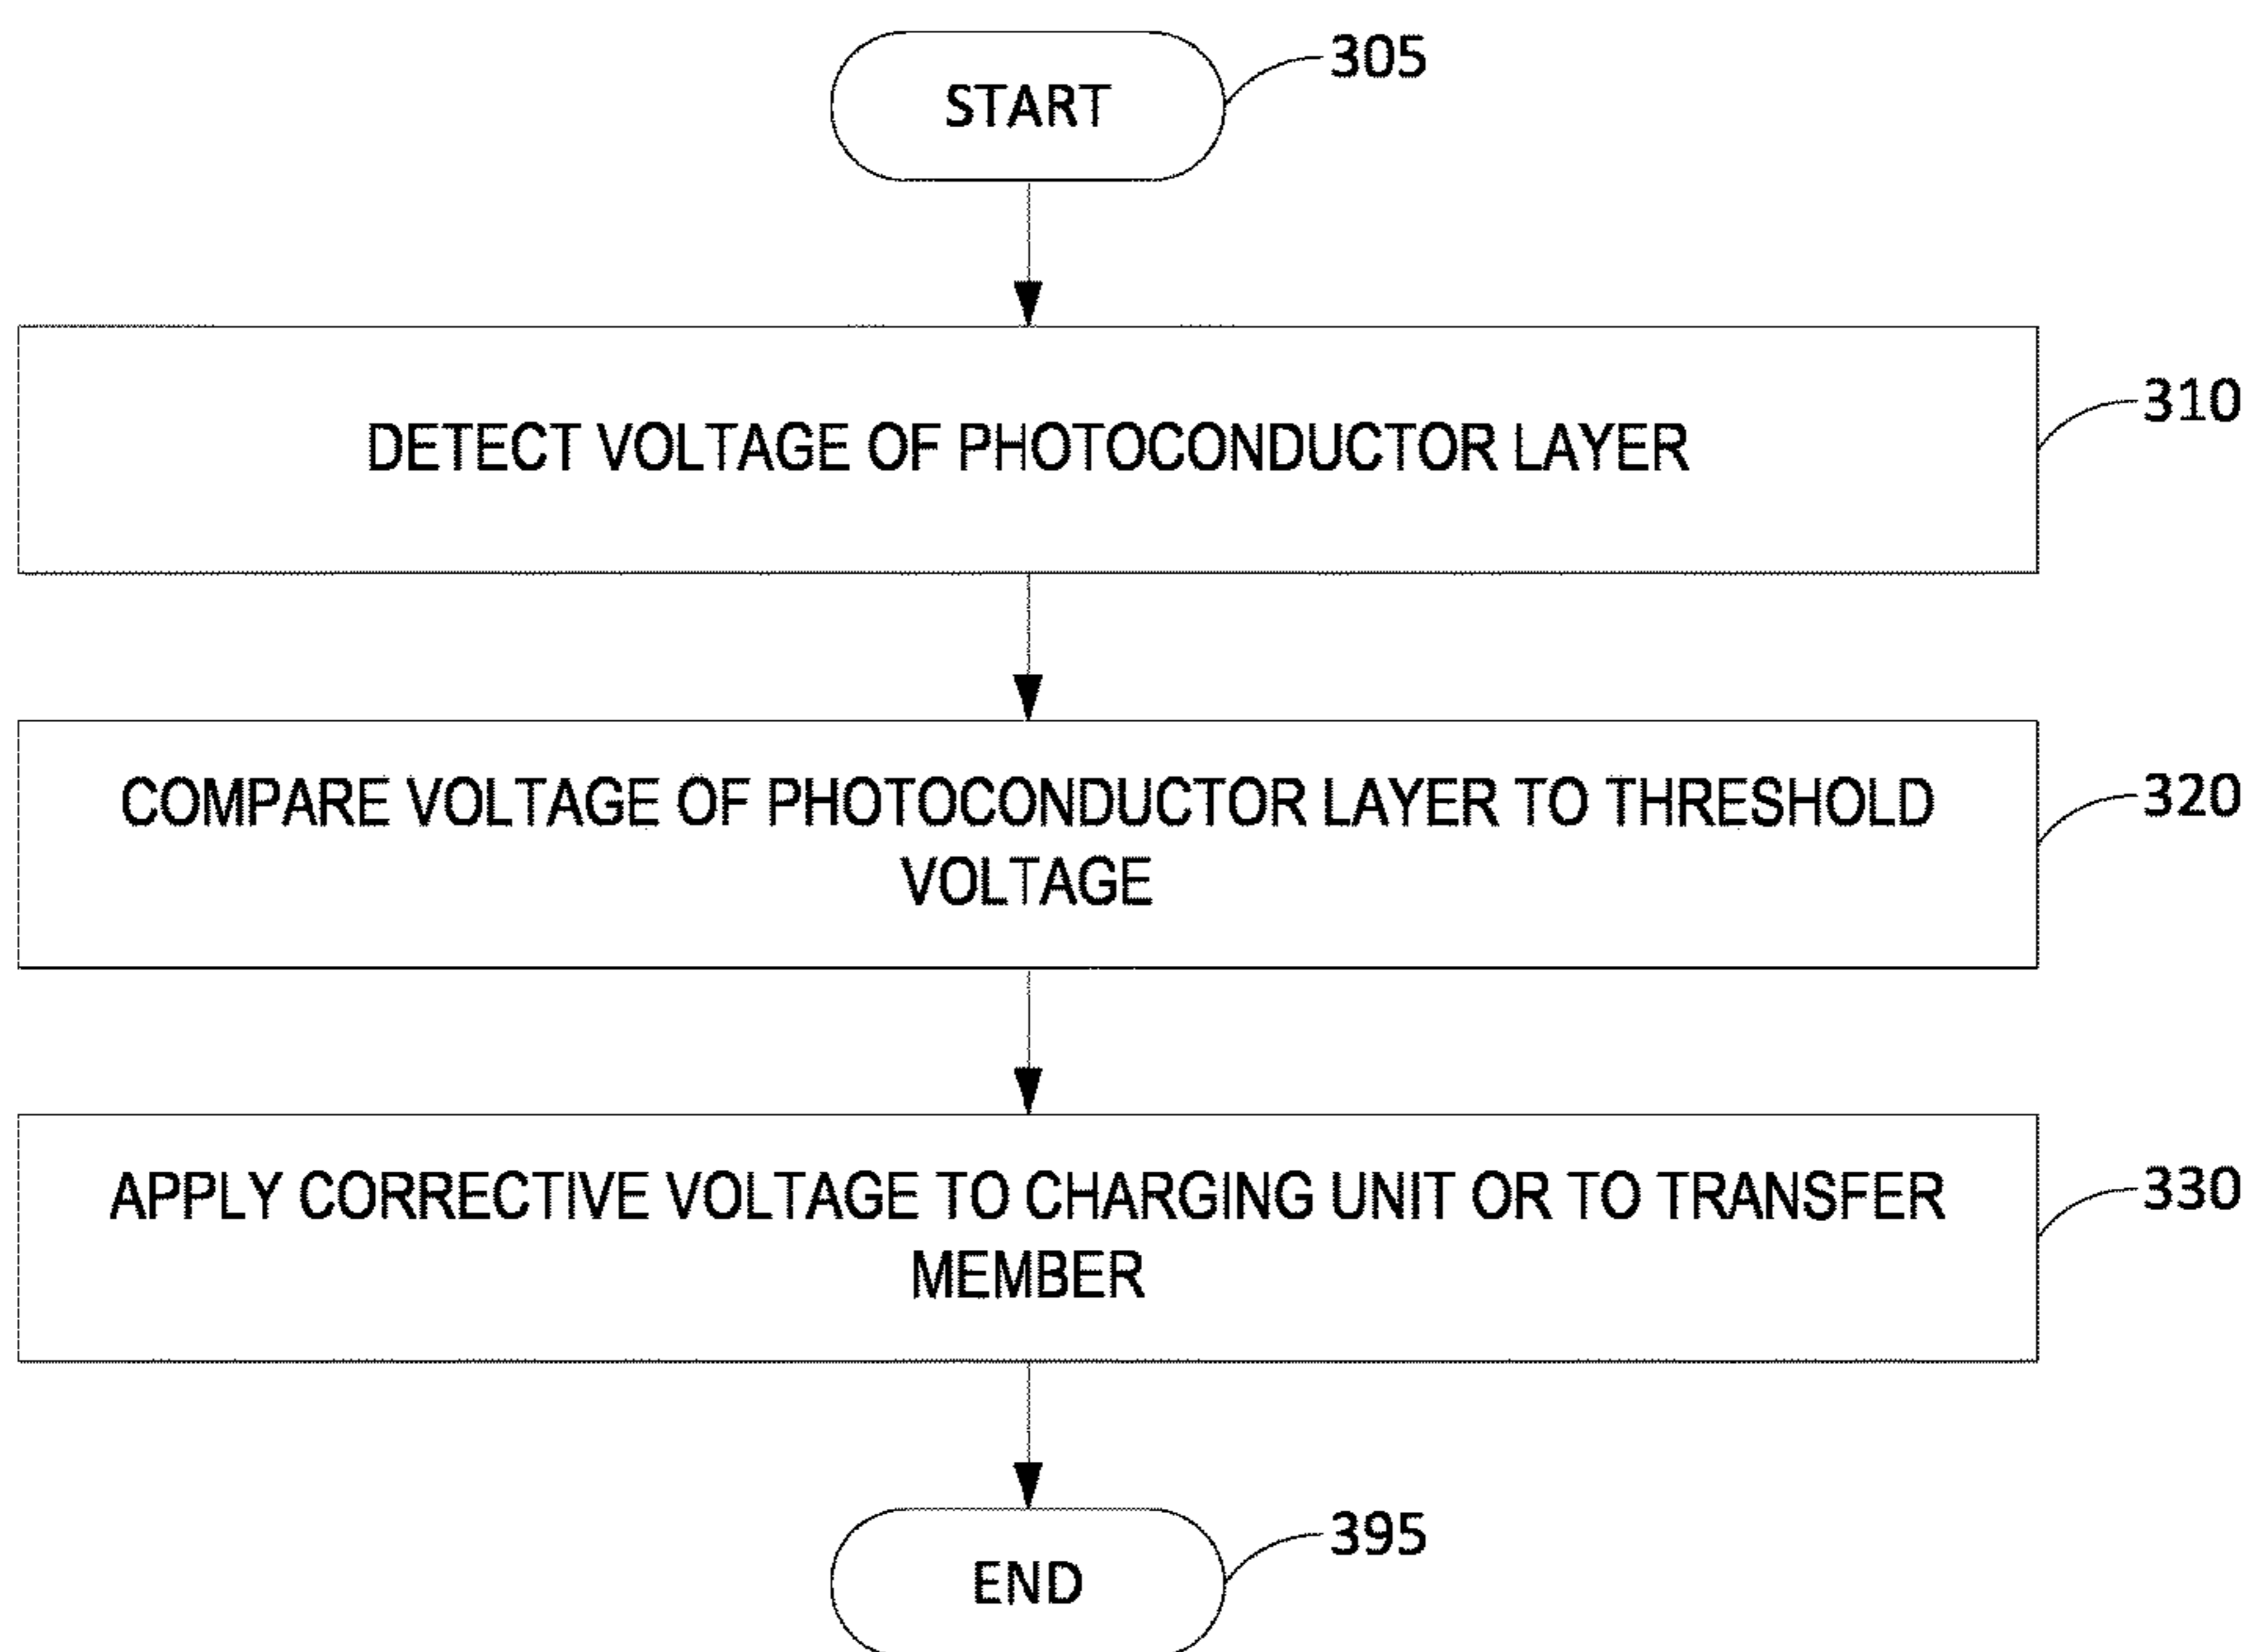 START
305
DETECT VOLTAGE OF PHOTOCONDUCTOR LAYER
310
COMPARE VOLTAGE OF PHOTOCONDUCTOR LAYER TO THRESHOLD
VOLTAGE
320
APPLY CORRECTIVE VOLTAGE TO CHARGING UNIT OR TO TRANSFER
MEMBER
330
END
395